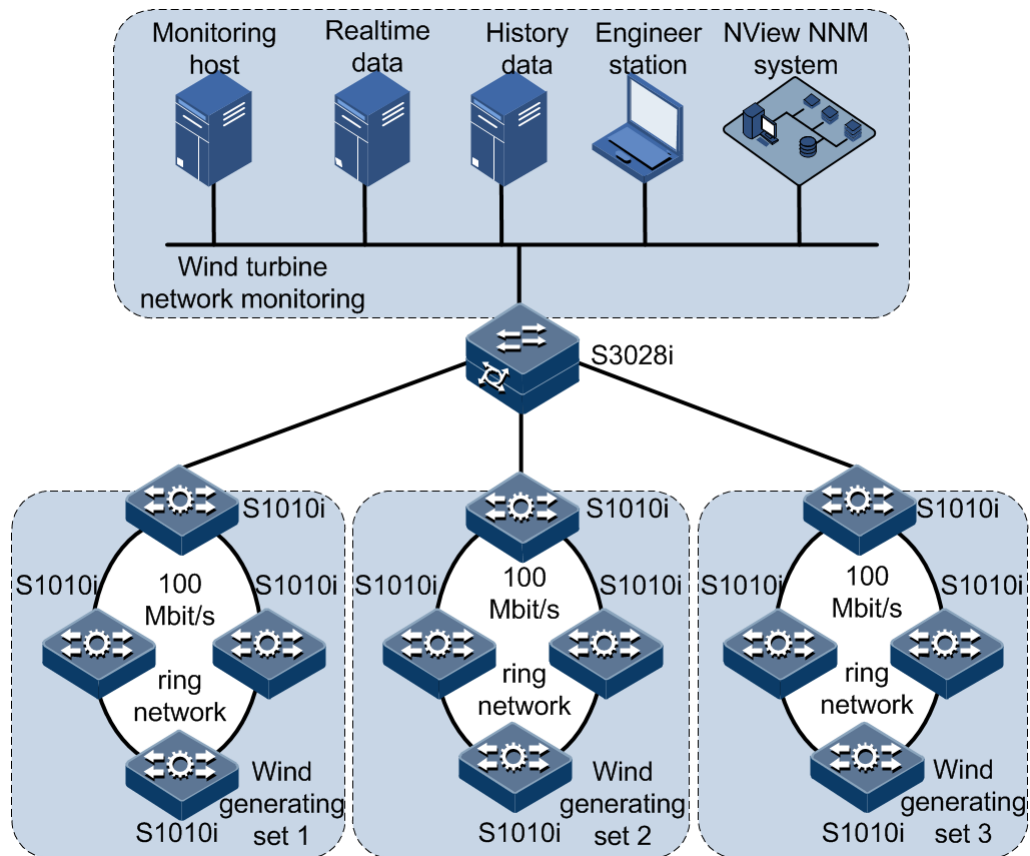 Monitoring
host
Realtime
data
History
data
Engineer
station
NView NNM
system
Wind turbine
network monitoring
S3028i
S1010i
S1010i
S1010i
100
Mbit/s
ring
network
S1010i
Wind
generating
set 1
S1010i
S1010i
S1010i
100
Mbit/s
ring
network
S1010i
Wind
generating
set 2
S1010i
S1010i
S1010i
100
Mbit/s
ring
network
S1010i
Wind
generating
set 3